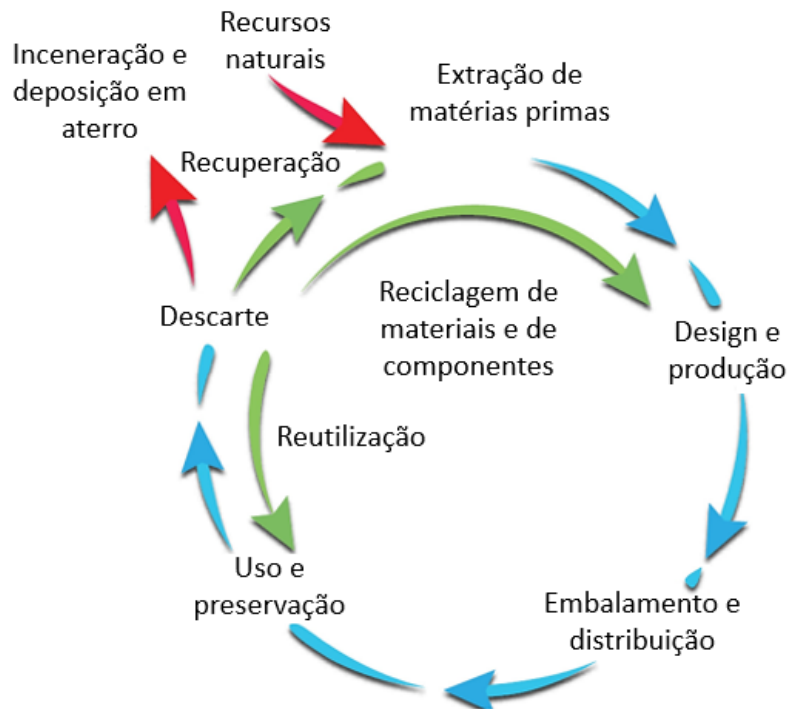 Recursos
naturais
Inceneração e
deposição em
aterro
Extração de
matérias primas
Recuperação
Descarte
Reciclagem de
materiais e de
componentes
Design e
produção
Reutilização
Uso e
preservação
Embalamento e
distribuição